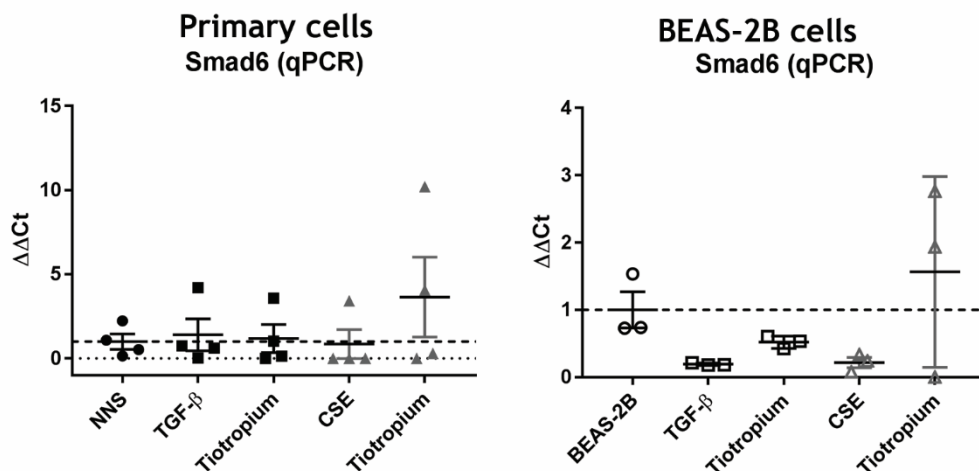 Primary cells
Smad6 (qPCR)
ΔΔCt
15
10
5
0
NNS
TGF-β
Tiotropium
CSE
Tiotropium
BEAS-2B cells
Smad6 (qPCR)
ΔΔCt
4
3
2
1
0
BEAS-2B
TGF-β
Tiotropium
CSE
Tiotropium